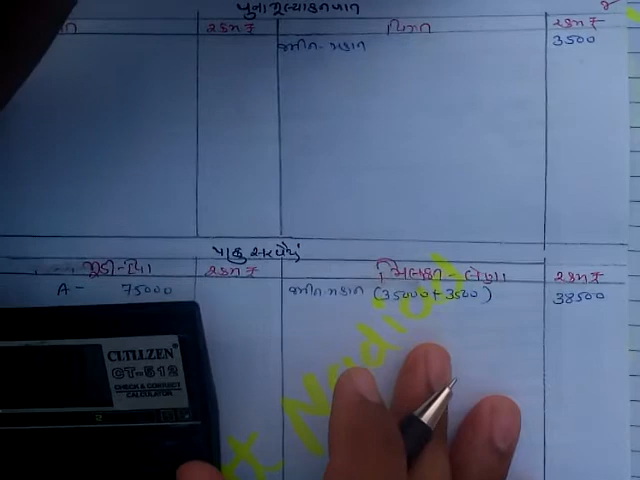 પુનઃમૂલ્યાંકન ખાતું
રકમ ₹ વિગત રકમ ₹
જમીન-મકાન 3500
પાકું સરવૈયું
મૂડી-દેવાં રકમ ₹ મિલકત-લેણાં રકમ ₹
A - 75000 જમીન મકાન (35000+3500) 38500
CITIZEN
CT-512
CHECK & CORRECT
CALCULATOR